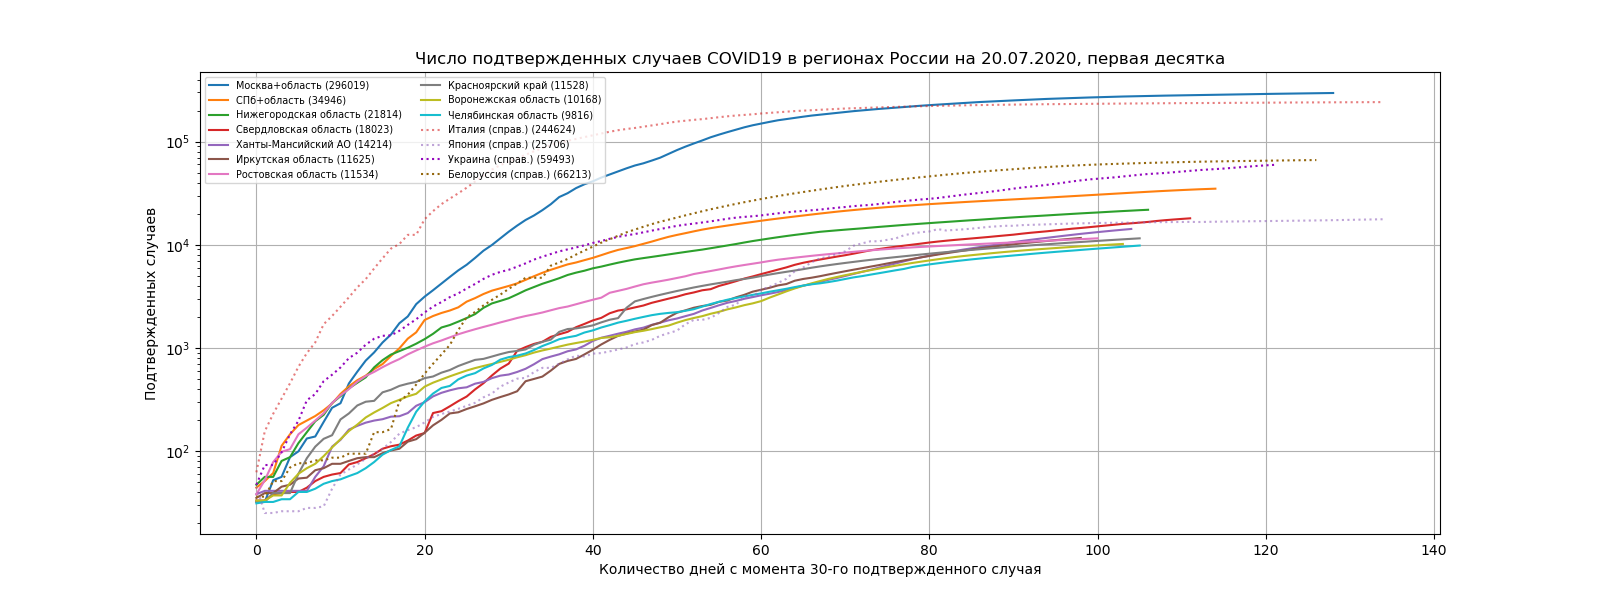 Число подтвержденных случаев COVID19 в регионах России на 20.07.2020, первая десятка
Москва+область (296019)
СПб+область (34946)
Нижегородская область (21814)
Свердловская область (18023)
Ханты-Мансийский АО (14214)
Иркутская область (11625)
Ростовская область (11534)
Красноярский край (11528)
Воронежская область (10168)
Челябинская область (9816)
Италия (справ.) (244624)
Япония (справ.) (25706)
Украина (справ.) (59493)
Белоруссия (справ.) (66213)
Подтвержденных случаев
10⁵
10⁴
10³
10²
0 20 40 60 80 100 120 140
Количество дней с момента 30-го подтвержденного случая